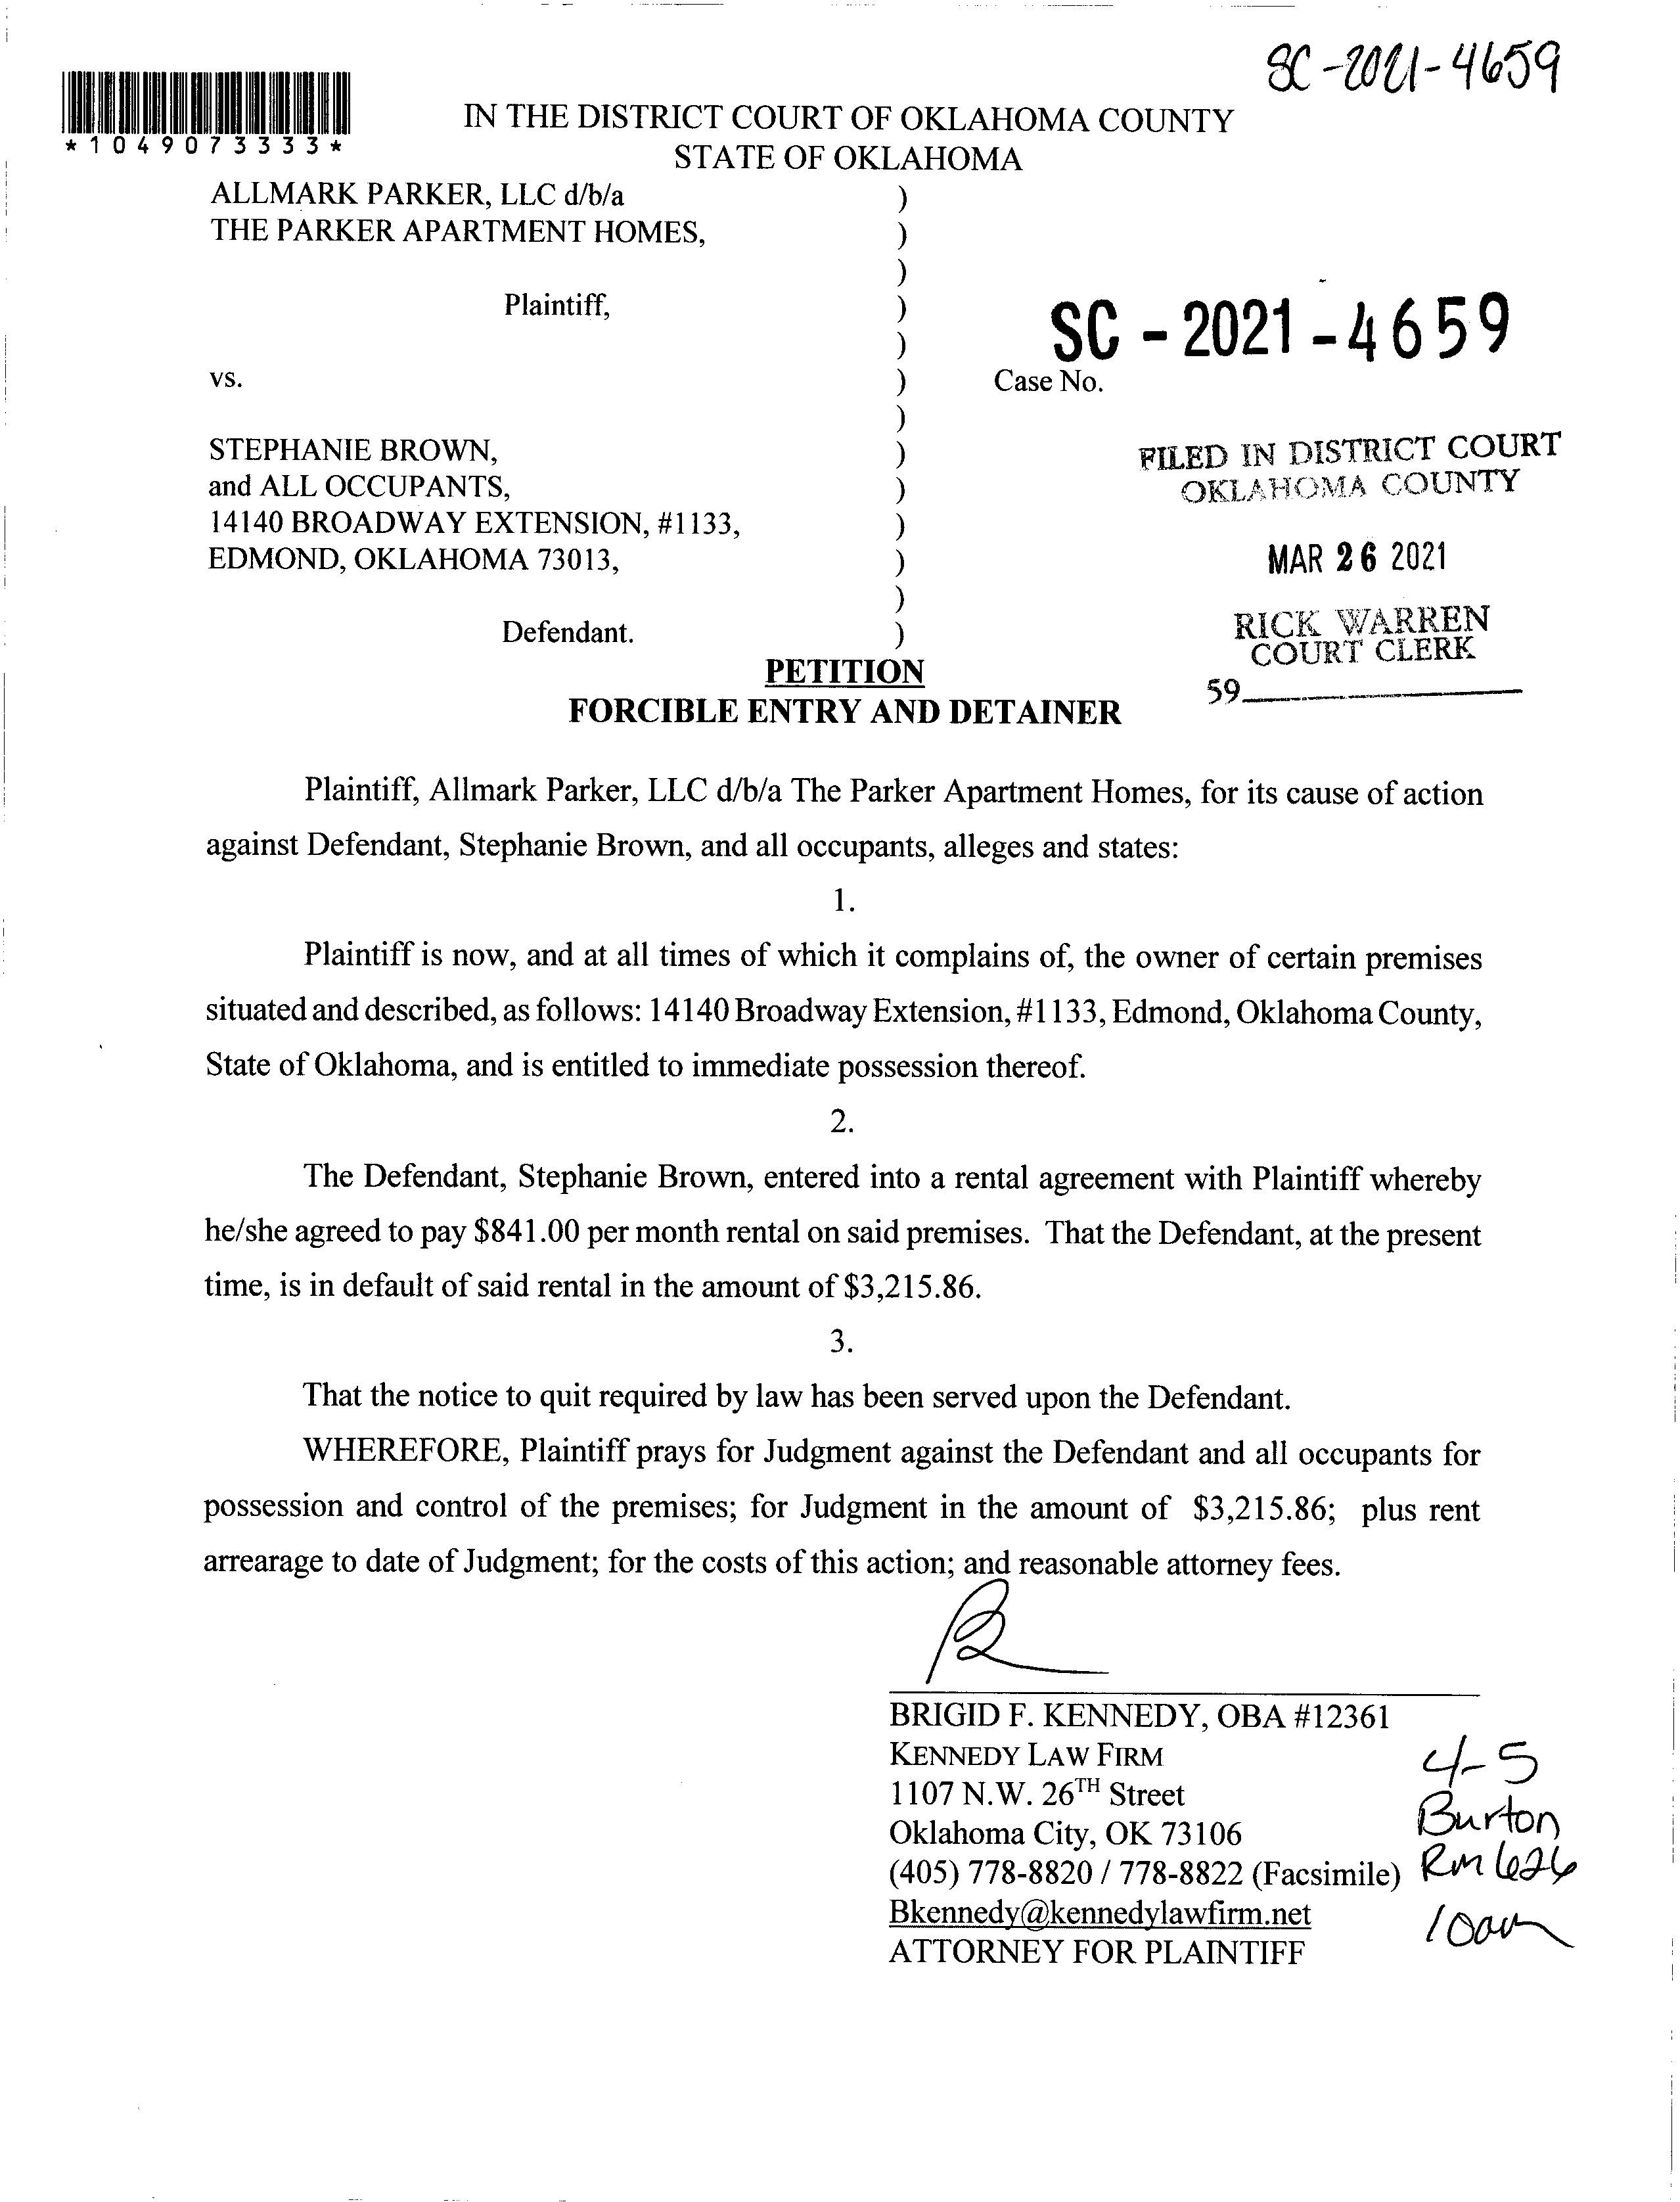 SC-2021-4659
*1049073333*
IN THE DISTRICT COURT OF OKLAHOMA COUNTY
STATE OF OKLAHOMA
ALLMARK PARKER, LLC d/b/a )
THE PARKER APARTMENT HOMES, )
)
Plaintiff, )
)
SC - 2021 - 4659
vs. ) Case No.
)
STEPHANIE BROWN, )
and ALL OCCUPANTS, )
14140 BROADWAY EXTENSION, #1133, )
EDMOND, OKLAHOMA 73013, )
)
Defendant. )
FILED IN DISTRICT COURT
OKLAHOMA COUNTY
MAR 26 2021
RICK WARREN
COURT CLERK
59
PETITION
FORCIBLE ENTRY AND DETAINER
Plaintiff, Allmark Parker, LLC d/b/a The Parker Apartment Homes, for its cause of action
against Defendant, Stephanie Brown, and all occupants, alleges and states:
1.
Plaintiff is now, and at all times of which it complains of, the owner of certain premises
situated and described, as follows: 14140 Broadway Extension, #1133, Edmond, Oklahoma County,
State of Oklahoma, and is entitled to immediate possession thereof.
2.
The Defendant, Stephanie Brown, entered into a rental agreement with Plaintiff whereby
he/she agreed to pay $841.00 per month rental on said premises. That the Defendant, at the present
time, is in default of said rental in the amount of $3,215.86.
3.
That the notice to quit required by law has been served upon the Defendant.
WHEREFORE, Plaintiff prays for Judgment against the Defendant and all occupants for
possession and control of the premises; for Judgment in the amount of $3,215.86; plus rent
arrearage to date of Judgment; for the costs of this action; and reasonable attorney fees.
BRIGID F. KENNEDY, OBA #12361
KENNEDY LAW FIRM
1107 N.W. 26TH Street
Oklahoma City, OK 73106
(405) 778-8820 / 778-8822 (Facsimile)
Bkennedy@kennedylawfirm.net
ATTORNEY FOR PLAINTIFF
4-5
Burton
Rm 626
10am